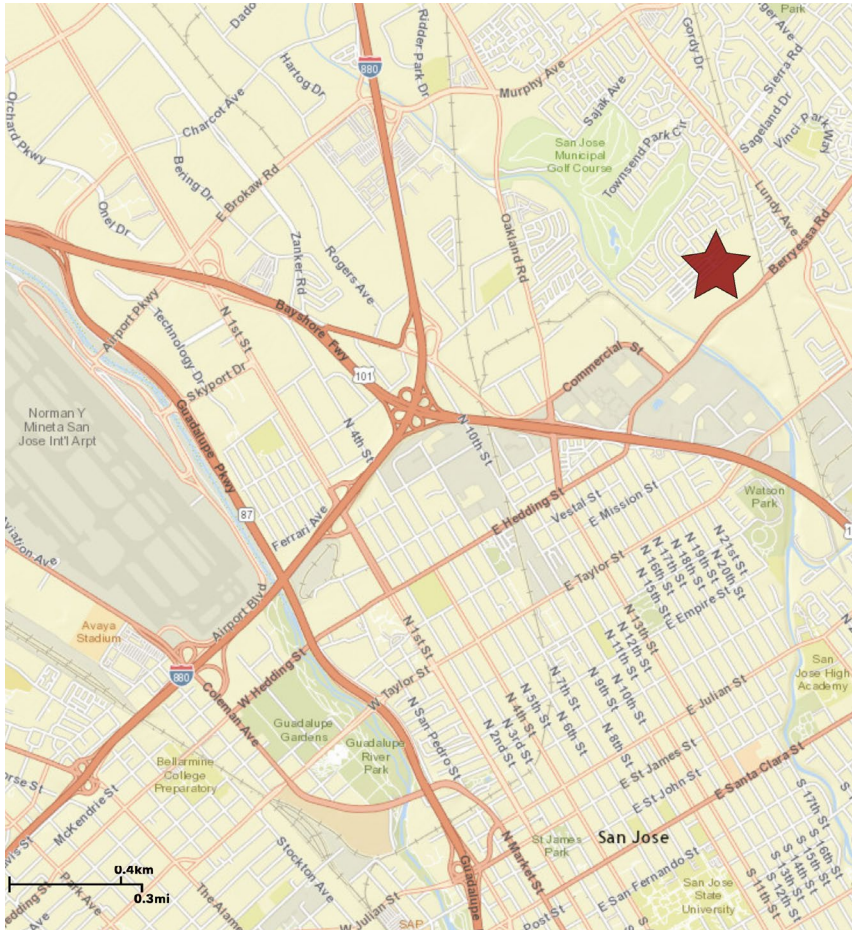 Park
Dado
Ridder Park Dr
Gordy Dr
ger Ave
Sierra Rd
Hartog Dr
880
Murphy Ave
Sajak Ave
Sageland Dr
Vinci Park Way
Orchard Pkwy
Charcot Ave
San Jose
Municipal
Golf Course
Townsend Park Cir
Bering Dr
E Brokaw Rd
Lundy Ave
Onel Dr
Zanker Rd
Oakland Rd
Berryessa Rd
Rogers Ave
Airport Pkwy
N 1st St
Bayshore Fwy
Technology Dr
Commercial St
101
Skyport Dr
Norman Y
Mineta San
Jose Int'l Arpt
Guadalupe Pkwy
N 4th St
N 10th St
E Hedding St
Vestal St
E Mission St
Watson
Park
87
Ferrari Ave
1
Aviation Ave
N 21st St
N 20th St
N 19th St
N 18th St
N 17th St
N 16th St
N 15th St
E Taylor St
E Empire St
Airport Blvd
Avaya
Stadium
N 1st St
N 13th St
N 12th St
N 11th St
N 10th St
N 9th St
N 8th St
N 7th St
N 6th St
N 5th St
N 4th St
N 3rd St
N 2nd St
San
Jose High
Academy
880
W Hedding St
W Taylor St
E Julian St
Coleman Ave
Guadalupe
Gardens
Guadalupe
River
Park
N San Pedro St
Bellarmine
College
Preparatory
E St James St
E St John St
E Santa Clara St
orse St
McKendrie St
vis St
Stockton Ave
N Market St
St James
Park
San Jose
S 17th St
S 16th St
S 15th St
S 14th St
S 13th St
S 12th St
S 11th St
0.4km
0.3mi
Park Ave
edding St
The Alame
Guadalupe
E San Fernando St
San Jose
State
University
W Julian St
SAP
Post St